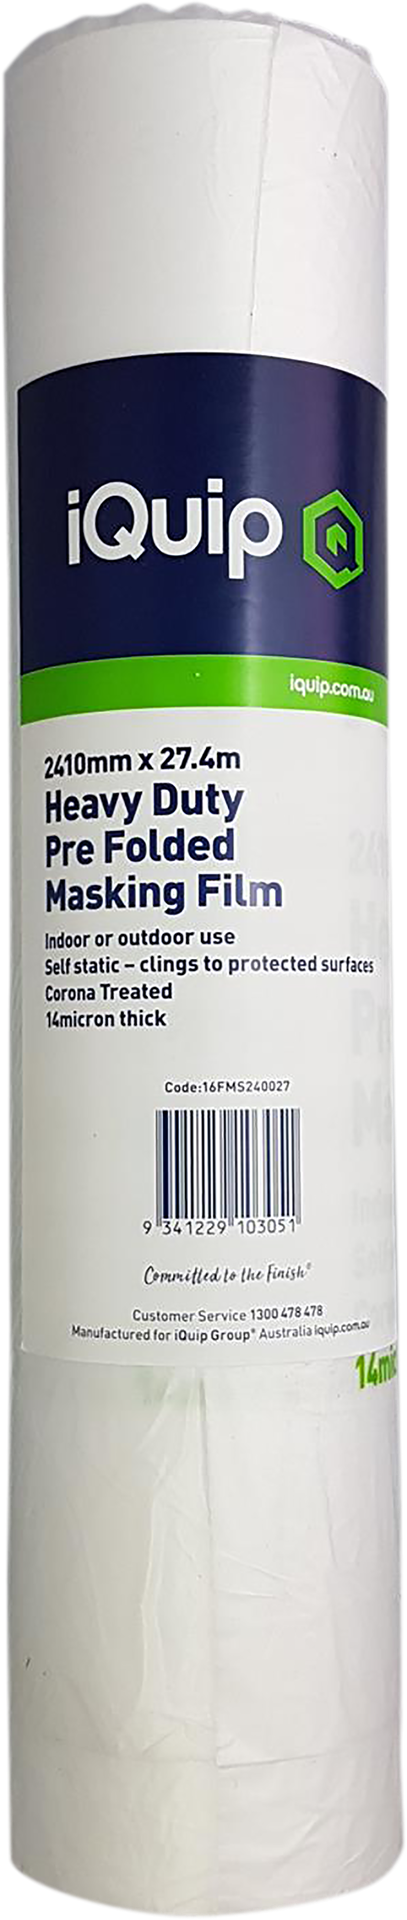 iQuip
iquip.com.au
2410mm x 27.4m
Heavy Duty
Pre Folded
Masking Film
Indoor or outdoor use
Self static – clings to protected surfaces
Corona Treated
14micron thick
Code:16FMS240027
9 341229 103051
Committed to the Finish®
Customer Service 1300 478 478
Manufactured for iQuip Group® Australia iquip.com.au
14mic